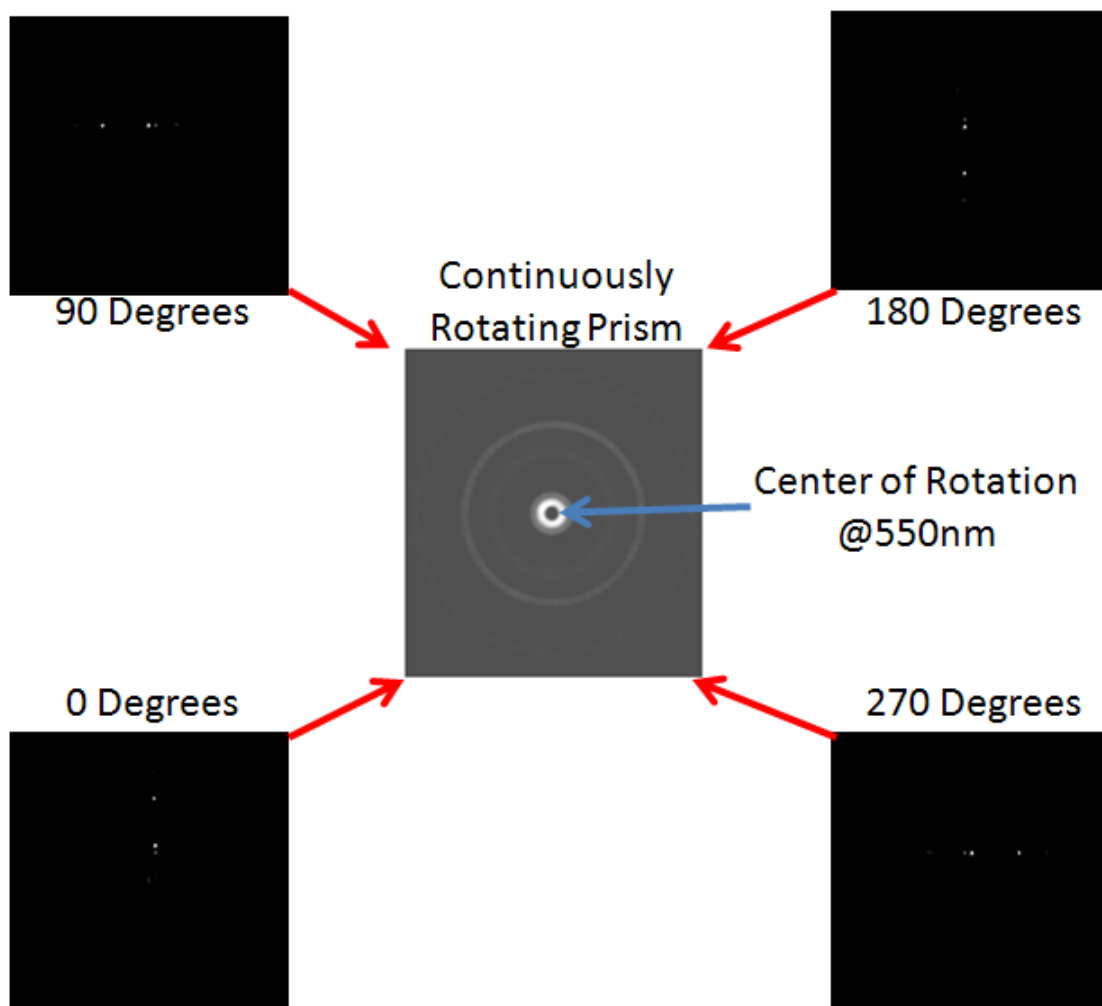 90 Degrees
180 Degrees
Continuously
Rotating Prism
Center of Rotation
@550nm
0 Degrees
270 Degrees